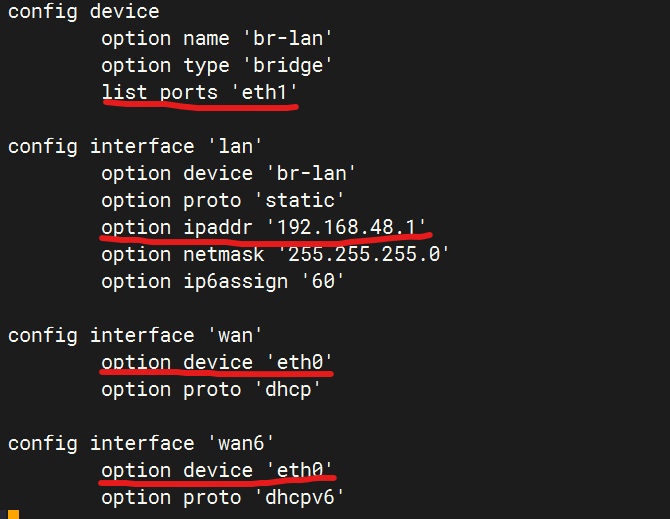 config device
        option name 'br-lan'
        option type 'bridge'
        list ports 'eth1'

config interface 'lan'
        option device 'br-lan'
        option proto 'static'
        option ipaddr '192.168.48.1'
        option netmask '255.255.255.0'
        option ip6assign '60'

config interface 'wan'
        option device 'eth0'
        option proto 'dhcp'

config interface 'wan6'
        option device 'eth0'
        option proto 'dhcpv6'